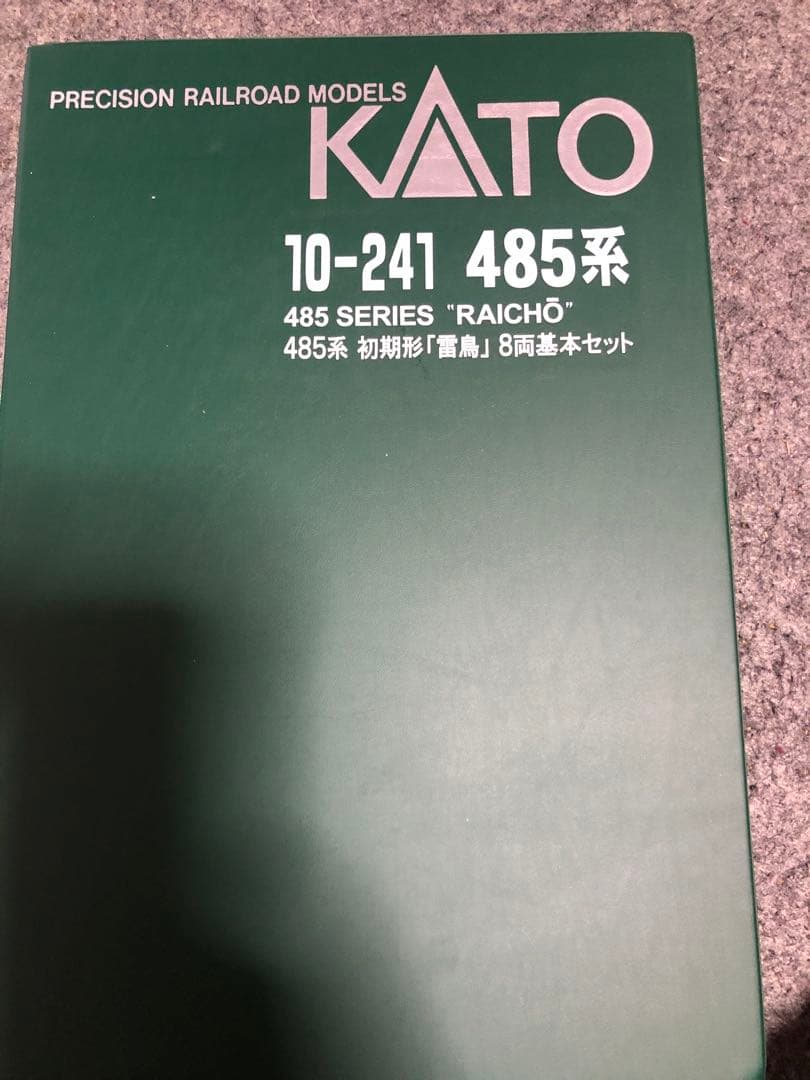 PRECISION RAILROAD MODELS
KATO
10-241 485系
485 SERIES "RAICHŌ"
485系 初期形「雷鳥」 8両基本セット